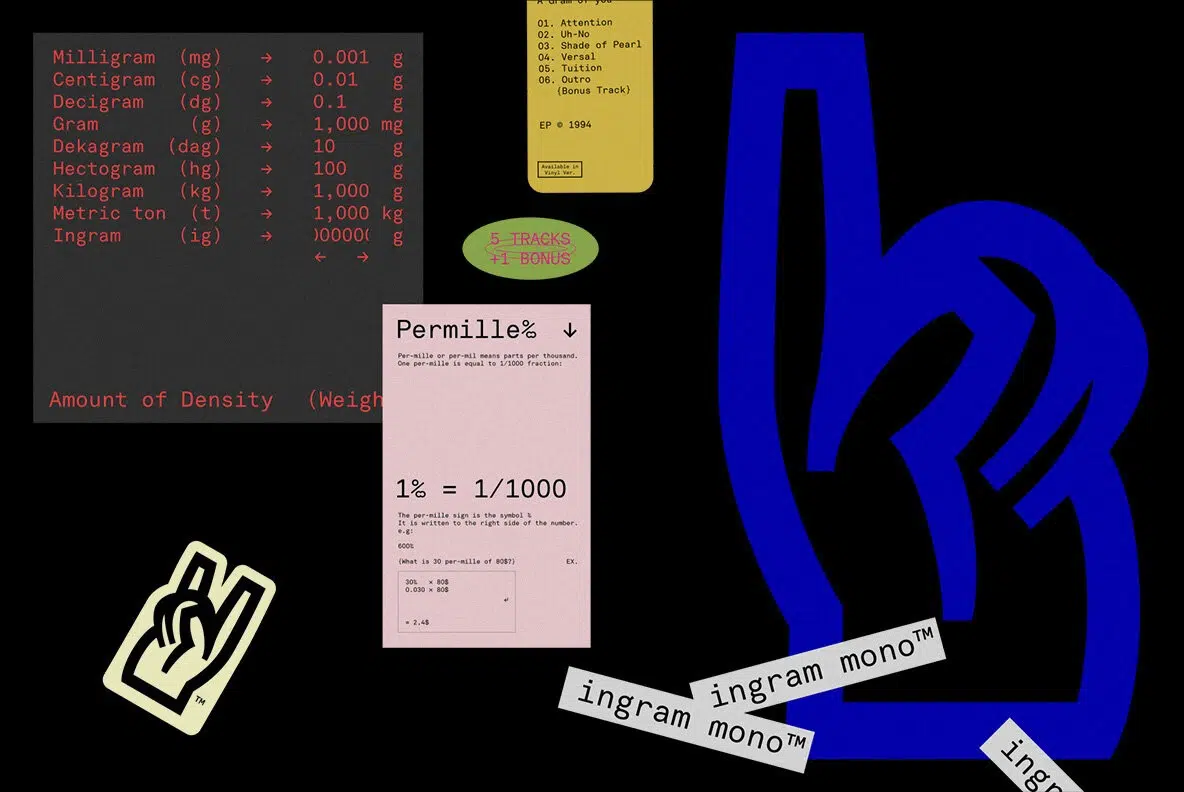 Milligram (mg) → 0.001 g
Centigram (cg) → 0.01 g
Decigram (dg) → 0.1 g
Gram (g) → 1,000 mg
Dekagram (dag) → 10 g
Hectogram (hg) → 100 g
Kilogram (kg) → 1,000 g
Metric ton (t) → 1,000 kg
Ingram (ig) → 000000 g
← →
Amount of Density (Weigh
A Gram of you
01. Attention
02. Uh-No
03. Shade of Pearl
04. Versal
05. Tuition
06. Outro
(Bonus Track)
EP © 1994
Available in
Vinyl Ver.
5 TRACKS
+1 BONUS
Permille‰ ↓
Per-mille or per-mil means parts per thousand.
One per-mille is equal to 1/1000 fraction:
1‰ = 1/1000
The per-mille sign is the symbol ‰
It is written to the right side of the number.
e.g:
600‰
(What is 30 per-mille of 80$?) EX.
30‰ × 80$
0.030 × 80$
↵
= 2,4$
TM
ingram mono™
ingram mono™
ingr